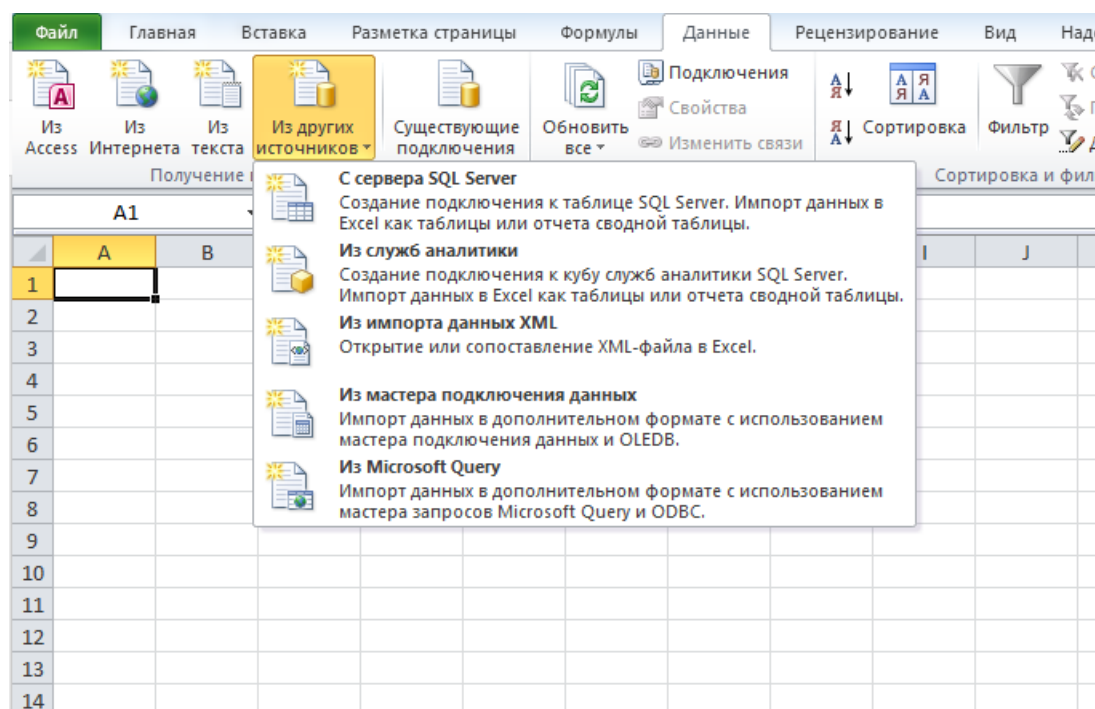 Файл Главная Вставка Разметка страницы Формулы Данные Рецензирование Вид
Из Access
Из Интернета
Из текста
Из других источников
Существующие подключения
Обновить все
Подключения
Свойства
Изменить связи
Сортировка
Фильтр
Получение
Сортировка и
A1
С сервера SQL Server
Создание подключения к таблице SQL Server. Импорт данных в
Excel как таблицы или отчета сводной таблицы.
Из служб аналитики
Создание подключения к кубу служб аналитики SQL Server.
Импорт данных в Excel как таблицы или отчета сводной таблицы.
Из импорта данных XML
Открытие или сопоставление XML-файла в Excel.
Из мастера подключения данных
Импорт данных в дополнительном формате с использованием
мастера подключения данных и OLEDB.
Из Microsoft Query
Импорт данных в дополнительном формате с использованием
мастера запросов Microsoft Query и ODBC.
A B I J
1
2
3
4
5
6
7
8
9
10
11
12
13
14